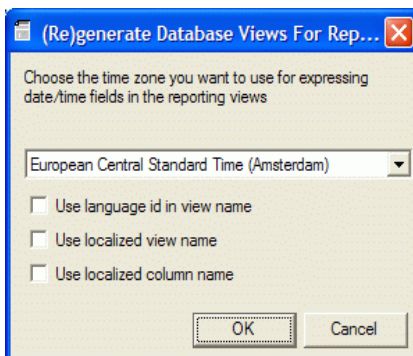 (Re)generate Database Views For Rep...
Choose the time zone you want to use for expressing
date/time fields in the reporting views
European Central Standard Time (Amsterdam)
Use language id in view name
Use localized view name
Use localized column name
OK Cancel